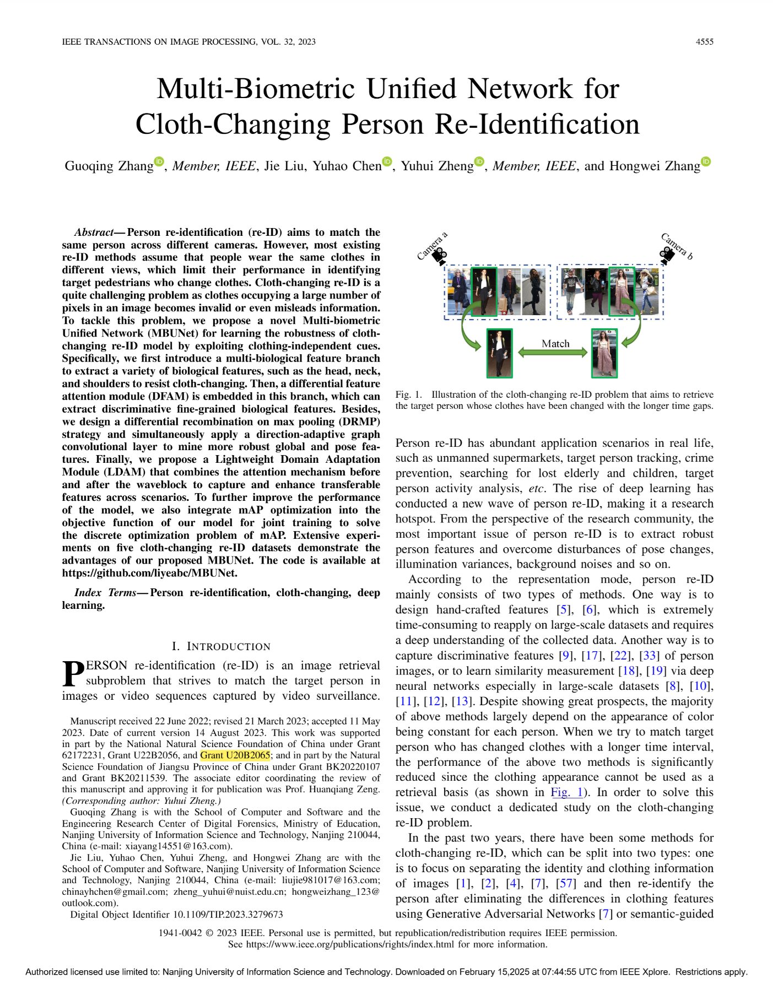 IEEE TRANSACTIONS ON IMAGE PROCESSING, VOL. 32, 2023
4555
Multi-Biometric Unified Network for
Cloth-Changing Person Re-Identification
Guoqing Zhang, Member, IEEE, Jie Liu, Yuhao Chen, Yuhui Zheng, Member, IEEE, and Hongwei Zhang
Abstract—Person re-identification (re-ID) aims to match the
same person across different cameras. However, most existing
re-ID methods assume that people wear the same clothes in
different views, which limit their performance in identifying
target pedestrians who change clothes. Cloth-changing re-ID is a
quite challenging problem as clothes occupying a large number of
pixels in an image becomes invalid or even misleads information.
To tackle this problem, we propose a novel Multi-biometric
Unified Network (MBUNet) for learning the robustness of cloth-
changing re-ID model by exploiting clothing-independent cues.
Specifically, we first introduce a multi-biological feature branch
to extract a variety of biological features, such as the head, neck,
and shoulders to resist cloth-changing. Then, a differential feature
attention module (DFAM) is embedded in this branch, which can
extract discriminative fine-grained biological features. Besides,
we design a differential recombination on max pooling (DRMP)
strategy and simultaneously apply a direction-adaptive graph
convolutional layer to mine more robust global and pose fea-
tures. Finally, we propose a Lightweight Domain Adaptation
Module (LDAM) that combines the attention mechanism before
and after the waveblock to capture and enhance transferable
features across scenarios. To further improve the performance
of the model, we also integrate mAP optimization into the
objective function of our model for joint training to solve
the discrete optimization problem of mAP. Extensive experi-
ments on five cloth-changing re-ID datasets demonstrate the
advantages of our proposed MBUNet. The code is available at
https://github.com/liyeabc/MBUNet.
Index Terms—Person re-identification, cloth-changing, deep
learning.
I. INTRODUCTION
PERSON re-identification (re-ID) is an image retrieval
subproblem that strives to match the target person in
images or video sequences captured by video surveillance.
Manuscript received 22 June 2022; revised 21 March 2023; accepted 11 May
2023. Date of current version 14 August 2023. This work was supported
in part by the National Natural Science Foundation of China under Grant
62172231, Grant U22B2056, and Grant U20B2065; and in part by the Natural
Science Foundation of Jiangsu Province of China under Grant BK20220107
and Grant BK20211539. The associate editor coordinating the review of
this manuscript and approving it for publication was Prof. Huanqiang Zeng.
(Corresponding author: Yuhui Zheng.)
Guoqing Zhang is with the School of Computer and Software and the
Engineering Research Center of Digital Forensics, Ministry of Education,
Nanjing University of Information Science and Technology, Nanjing 210044,
China (e-mail: xiayang14551@163.com).
Jie Liu, Yuhao Chen, Yuhui Zheng, and Hongwei Zhang are with the
School of Computer and Software, Nanjing University of Information Science
and Technology, Nanjing 210044, China (e-mail: liujie981017@163.com;
chinayhchen@gmail.com; zheng_yuhui@nuist.edu.cn; hongweizhang_123@
outlook.com).
Digital Object Identifier 10.1109/TIP.2023.3279673
Camera a
Camera b
Match
Fig. 1. Illustration of the cloth-changing re-ID problem that aims to retrieve
the target person whose clothes have been changed with the longer time gaps.
Person re-ID has abundant application scenarios in real life,
such as unmanned supermarkets, target person tracking, crime
prevention, searching for lost elderly and children, target
person activity analysis, etc. The rise of deep learning has
conducted a new wave of person re-ID, making it a research
hotspot. From the perspective of the research community, the
most important issue of person re-ID is to extract robust
person features and overcome disturbances of pose changes,
illumination variances, background noises and so on.
According to the representation mode, person re-ID
mainly consists of two types of methods. One way is to
design hand-crafted features [5], [6], which is extremely
time-consuming to reapply on large-scale datasets and requires
a deep understanding of the collected data. Another way is to
capture discriminative features [9], [17], [22], [33] of person
images, or to learn similarity measurement [18], [19] via deep
neural networks especially in large-scale datasets [8], [10],
[11], [12], [13]. Despite showing great prospects, the majority
of above methods largely depend on the appearance of color
being constant for each person. When we try to match target
person who has changed clothes with a longer time interval,
the performance of the above two methods is significantly
reduced since the clothing appearance cannot be used as a
retrieval basis (as shown in Fig. 1). In order to solve this
issue, we conduct a dedicated study on the cloth-changing
re-ID problem.
In the past two years, there have been some methods for
cloth-changing re-ID, which can be split into two types: one
is to focus on separating the identity and clothing information
of images [1], [2], [4], [7], [57] and then re-identify the
person after eliminating the differences in clothing features
using Generative Adversarial Networks [7] or semantic-guided
1941-0042 © 2023 IEEE. Personal use is permitted, but republication/redistribution requires IEEE permission.
See https://www.ieee.org/publications/rights/index.html for more information.
Authorized licensed use limited to: Nanjing University of Information Science and Technology. Downloaded on February 15,2025 at 07:44:55 UTC from IEEE Xplore. Restrictions apply.